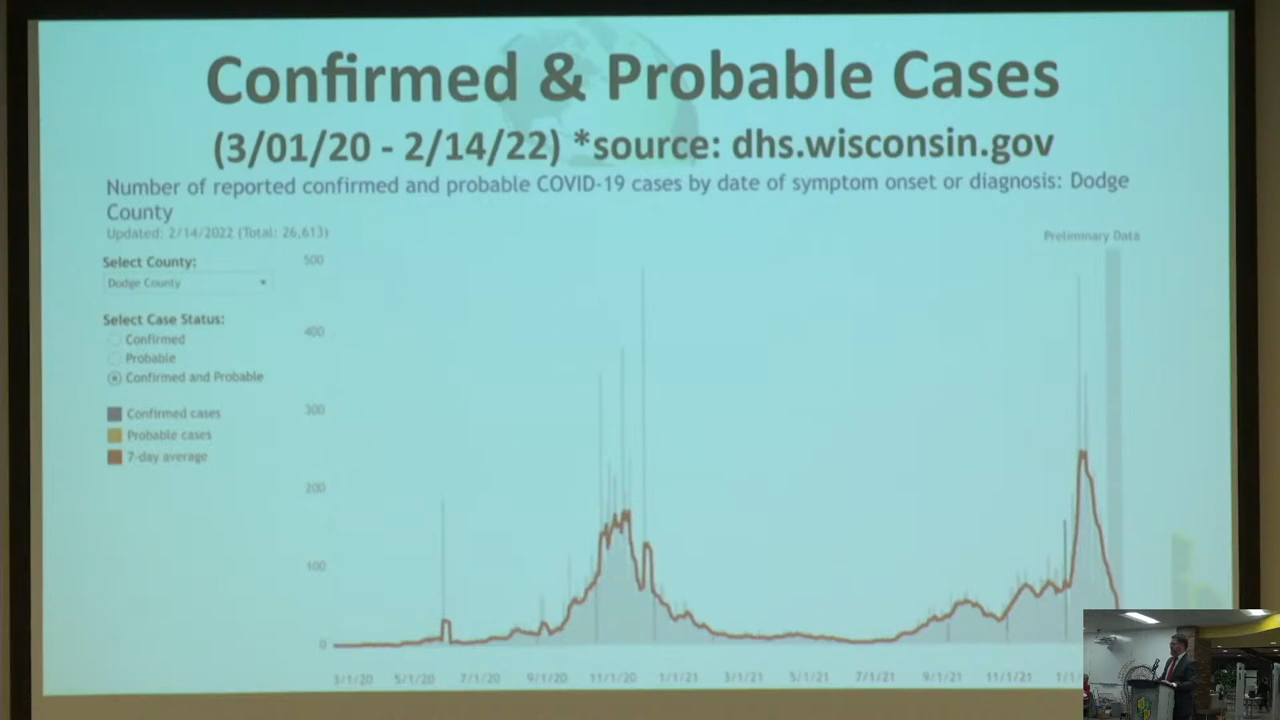 Confirmed & Probable Cases
(3/01/20 - 2/14/22) *source: dhs.wisconsin.gov
Number of reported confirmed and probable COVID-19 cases by date of symptom onset or diagnosis: Dodge
County
Updated: 2/14/2022 (Total: 26,613)
Preliminary Data
Select County:
Dodge County
Select Case Status:
Confirmed
Probable
Confirmed and Probable
Confirmed cases
Probable cases
7-day average
500
400
300
200
100
0
3/1/20 5/1/20 7/1/20 9/1/20 11/1/20 1/1/21 3/1/21 5/1/21 7/1/21 9/1/21 11/1/21